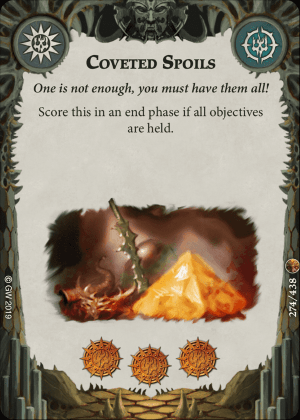 Coveted Spoils
One is not enough, you must have them all!
Score this in an end phase if all objectives
are held.
© GW 2019
274/438